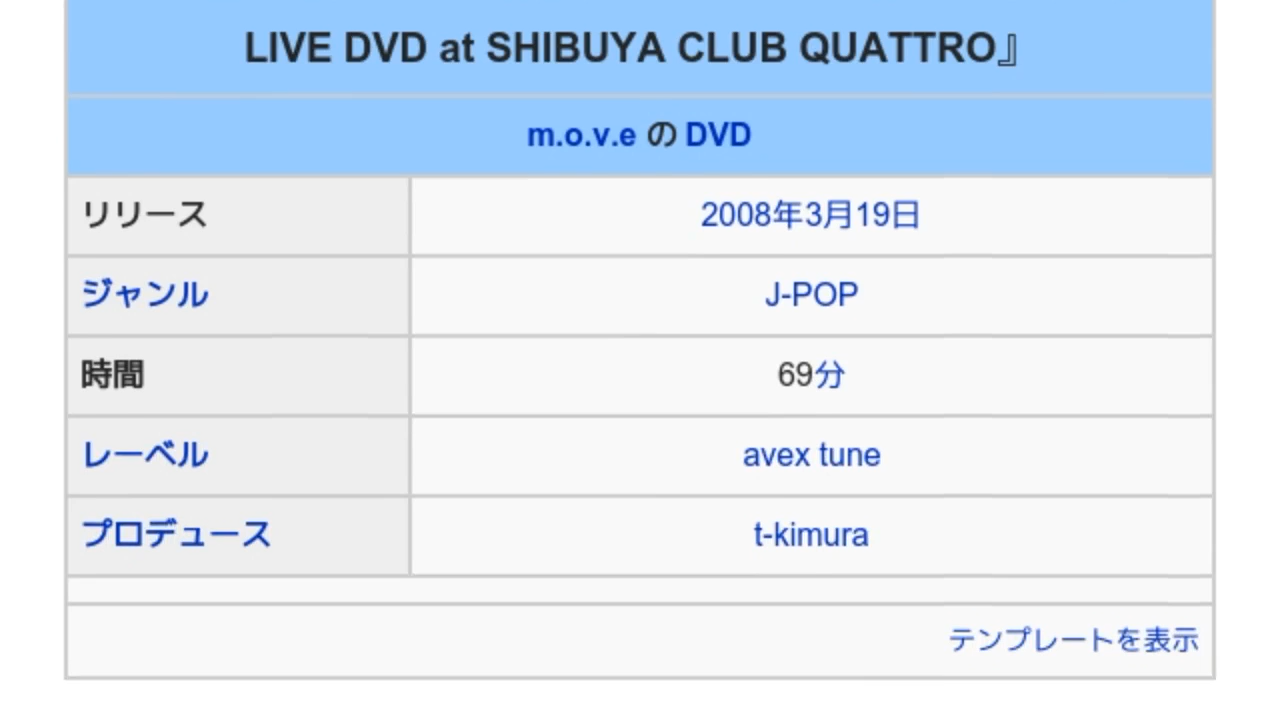 LIVE DVD at SHIBUYA CLUB QUATTRO』
m.o.v.e の DVD
リリース 2008年3月19日
ジャンル J-POP
時間 69分
レーベル avex tune
プロデュース t-kimura
テンプレートを表示